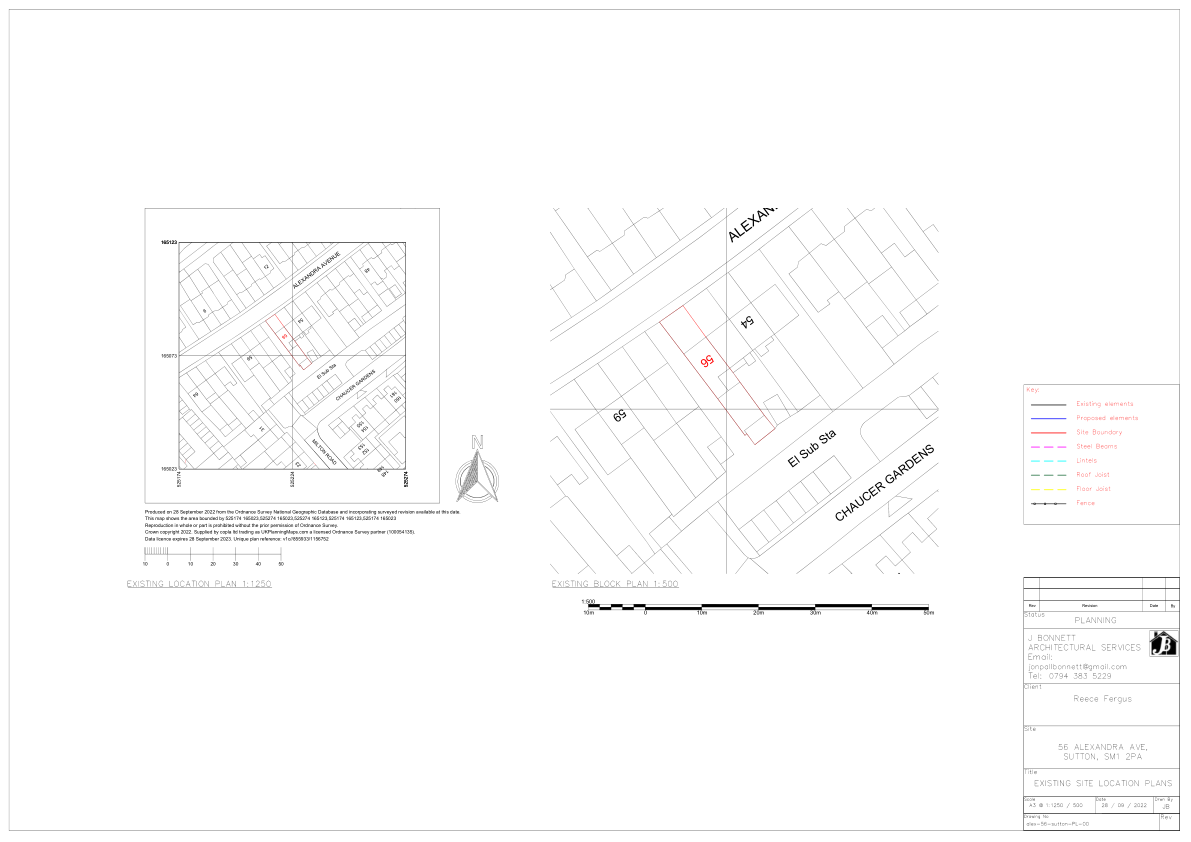 165123
165073
165023
525174
525224
525274
ALEXANDRA AVENUE
El Sub Sta
CHAUCER GARDENS
MILTON ROAD
54
56
N
Produced on 28 September 2022 from the Ordnance Survey National Geographic Database and incorporating surveyed revision available at this date.
This map shows the area bounded by 525174 165023,525274 165023,525274 165123,525174 165123,525174 165023
Reproduction in whole or part is prohibited without the prior permission of Ordnance Survey.
Crown copyright 2022. Supplied by copla ltd trading as UKPlanningMaps.com a licensed Ordnance Survey partner (100054135).
Data licence expires 28 September 2023. Unique plan reference: v1c//855933/1156752
10 0 10 20 30 40 50
EXISTING LOCATION PLAN 1:1250
ALEXAN
54
56
59
El Sub Sta
CHAUCER GARDENS
EXISTING BLOCK PLAN 1:500
1:500
10m 0 10m 20m 30m 40m 50m
Key:
Existing elements
Proposed elements
Site Boundary
Steel Beams
Lintels
Roof Joist
Floor Joist
Fence
Rev Revision Date By
Status
PLANNING
J BONNETT
ARCHITECTURAL SERVICES
Email:
jonpallbonnett@gmail.com
Tel: 0794 383 5229
JB
Client
Reece Fergus
Site
56 ALEXANDRA AVE,
SUTTON, SM1 2PA
Title
EXISTING SITE LOCATION PLANS
Scale Date Drwn By
A3 @ 1:1250 / 500 28 / 09 / 2022 JB
Drawing No Rev
alex-56-sutton-PL-00